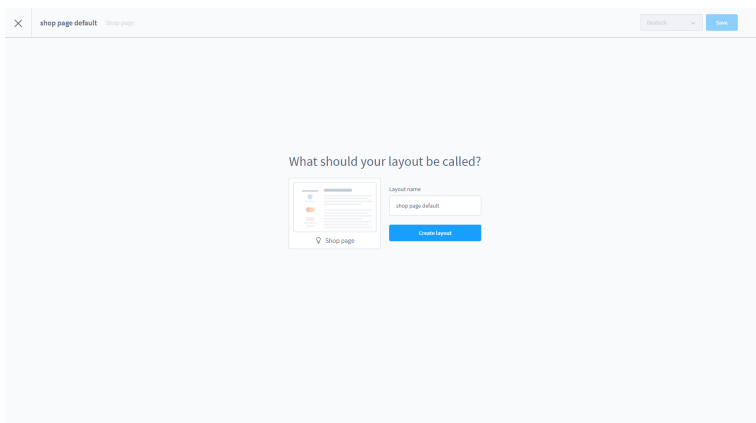 shop page default Shop page
Deutsch
Save
What should your layout be called?
Layout name
shop page default
Create layout
Shop page